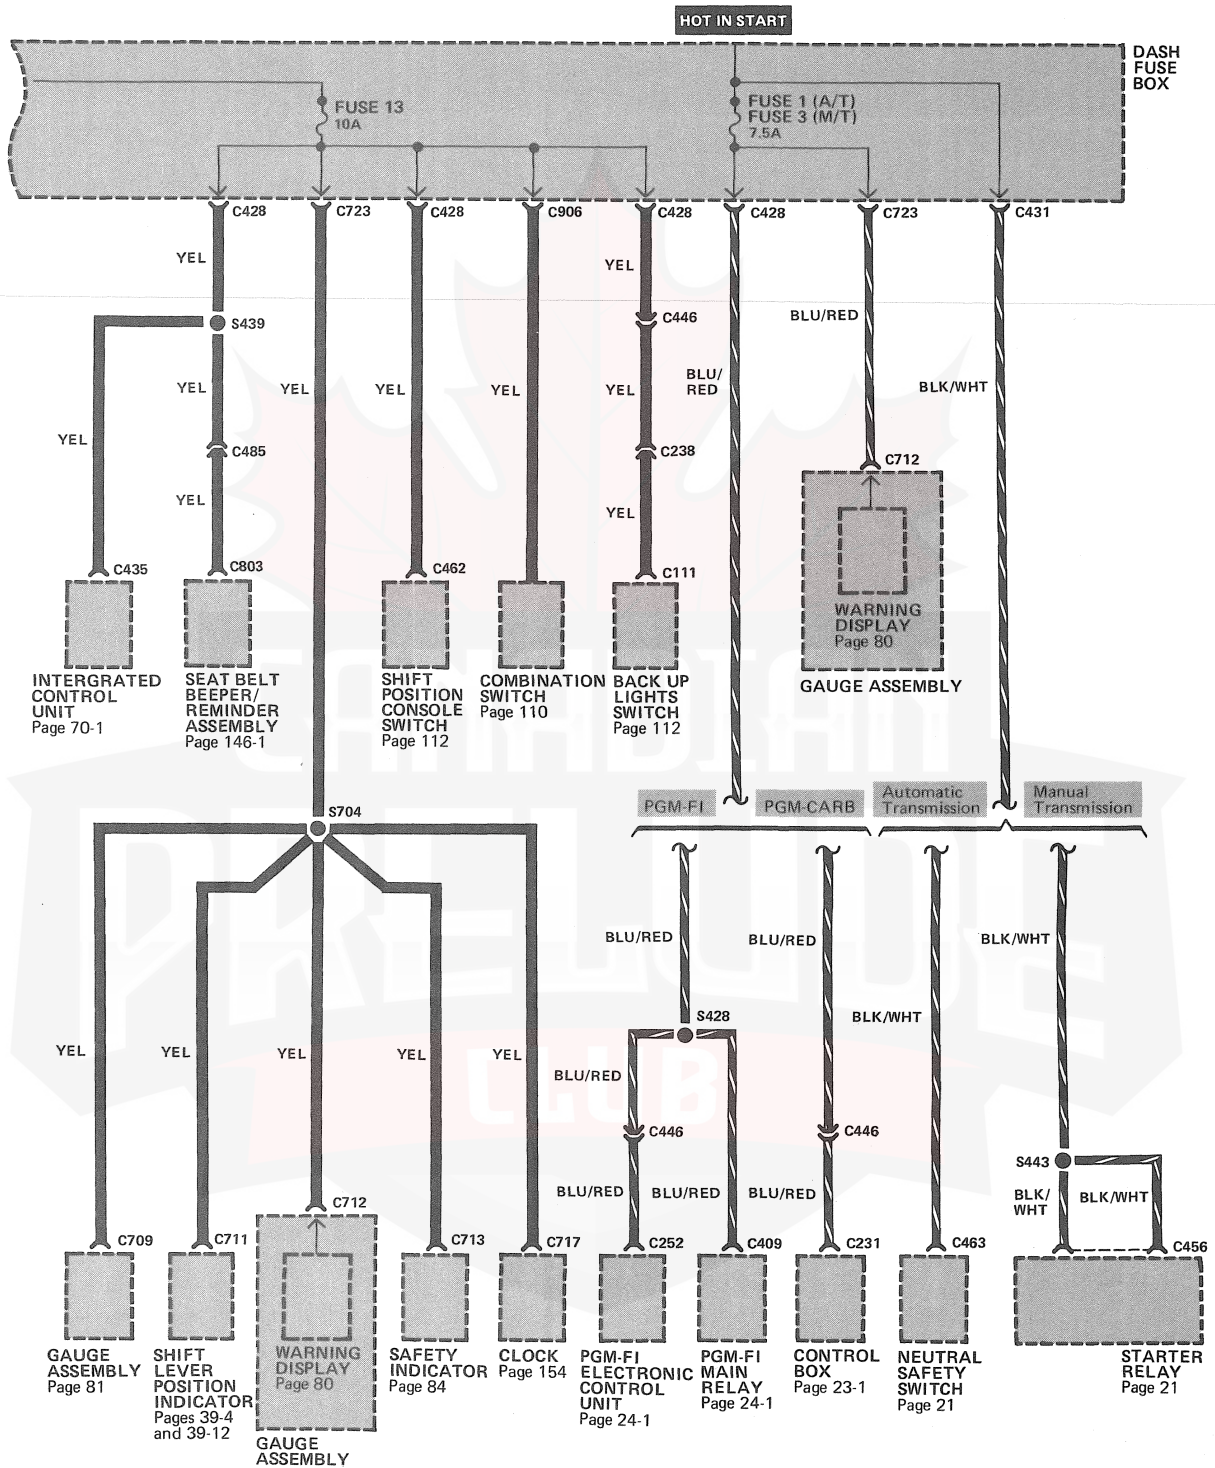 HOT IN START
DASH
FUSE
BOX
FUSE 13
10A
FUSE 1 (A/T)
FUSE 3 (M/T)
7.5A
C428
C723
C428
C906
C428
C428
C723
C431
YEL
YEL
S439
C446
BLU/RED
YEL
YEL
YEL
YEL
YEL
BLU/
RED
BLK/WHT
YEL
C485
C238
C712
YEL
YEL
C435
C803
C462
C111
WARNING
DISPLAY
Page 80
GAUGE ASSEMBLY
INTERGRATED
CONTROL
UNIT
Page 70-1
SEAT BELT
BEEPER/
REMINDER
ASSEMBLY
Page 146-1
SHIFT
POSITION
CONSOLE
SWITCH
Page 112
COMBINATION
SWITCH
Page 110
BACK UP
LIGHTS
SWITCH
Page 112
CANADIAN
PRELUDE
CLUB
S704
PGM-FI
PGM-CARB
Automatic
Transmission
Manual
Transmission
BLU/RED
BLU/RED
BLK/WHT
S428
BLK/WHT
YEL
YEL
YEL
YEL
YEL
BLU/RED
C446
C446
S443
BLU/RED
BLU/RED
BLU/RED
BLK/
WHT
BLK/WHT
C709
C711
C712
C713
C717
C252
C409
C231
C463
C456
GAUGE
ASSEMBLY
Page 81
SHIFT
LEVER
POSITION
INDICATOR
Pages 39-4
and 39-12
WARNING
DISPLAY
Page 80
GAUGE
ASSEMBLY
SAFETY
INDICATOR
Page 84
CLOCK
Page 154
PGM-FI
ELECTRONIC
CONTROL
UNIT
Page 24-1
PGM-FI
MAIN
RELAY
Page 24-1
CONTROL
BOX
Page 23-1
NEUTRAL
SAFETY
SWITCH
Page 21
STARTER
RELAY
Page 21